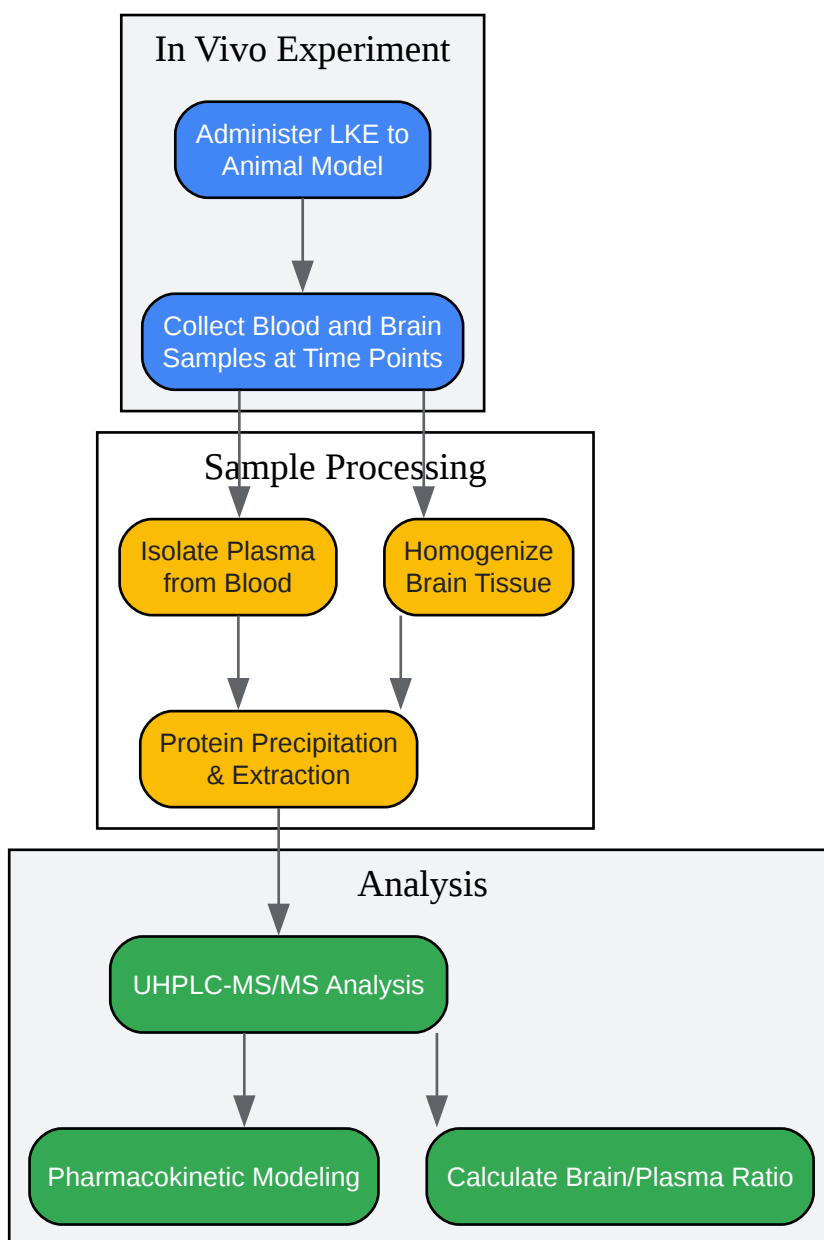 In Vivo Experiment
Administer LKE to
Animal Model
Collect Blood and Brain
Samples at Time Points
Sample Processing
Isolate Plasma
from Blood
Homogenize
Brain Tissue
Protein Precipitation
& Extraction
Analysis
UHPLC-MS/MS Analysis
Pharmacokinetic Modeling
Calculate Brain/Plasma Ratio